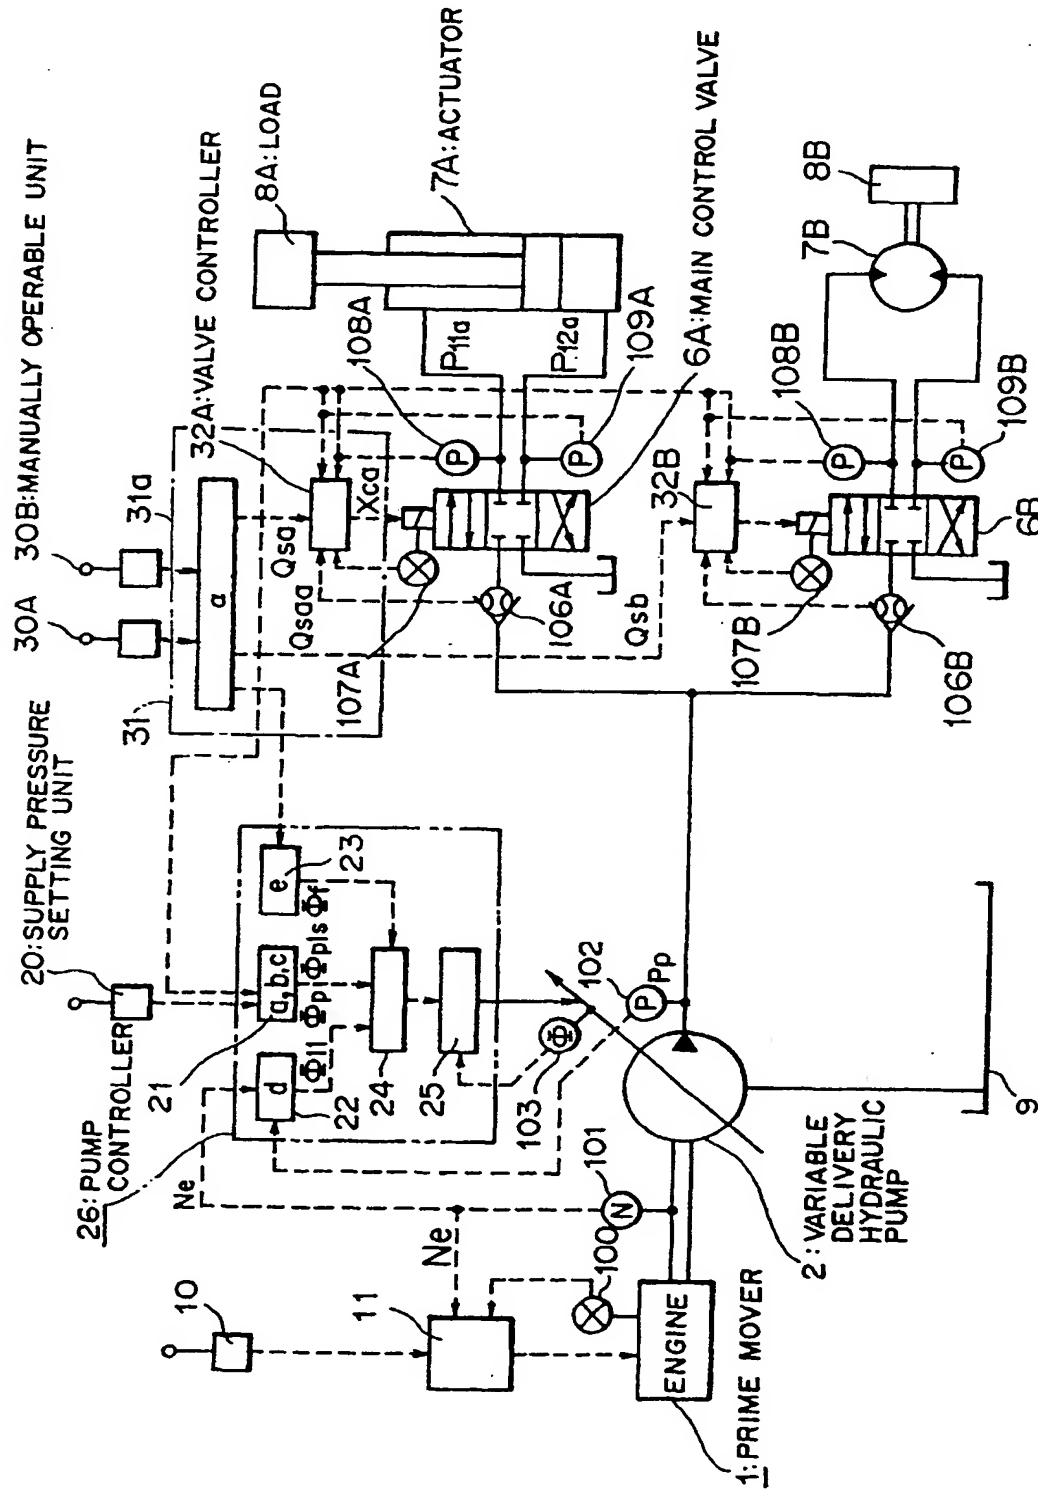 1:PRIME MOVER
ENGINE
2:VARIABLE
DELIVERY
HYDRAULIC
PUMP
9
10
11
100
101
N
Ne
Ne
26:PUMP
CONTROLLER
20:SUPPLY PRESSURE
SETTING UNIT
21
22
23
24
25
d
a,b,c
e
Φll
Φpl
Φpls
Φf
103
Φ
102
P
Pp
30A
30B:MANUALLY OPERABLE UNIT
31
31a
α
32A:VALVE CONTROLLER
Qsa
Qsaa
Xca
107A
106A
8A:LOAD
7A:ACTUATOR
P11a
P12a
108A
P
109A
P
6A:MAIN CONTROL VALVE
Qsb
32B
107B
106B
108B
P
109B
P
6B
7B
8B